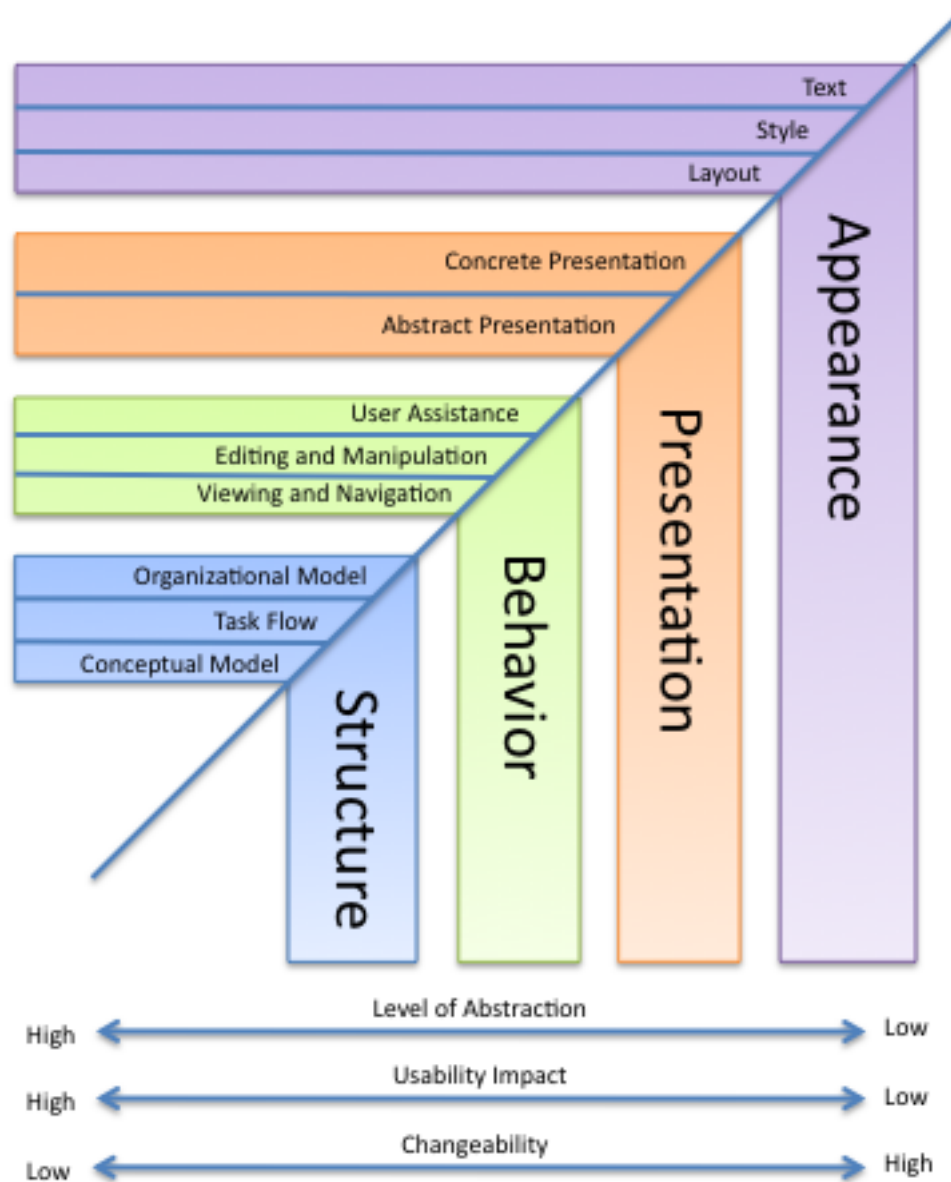 Text
Style
Layout
Appearance
Concrete Presentation
Abstract Presentation
Presentation
User Assistance
Editing and Manipulation
Viewing and Navigation
Behavior
Organizational Model
Task Flow
Conceptual Model
Structure
Level of Abstraction
High
Low
Usability Impact
High
Low
Changeability
Low
High